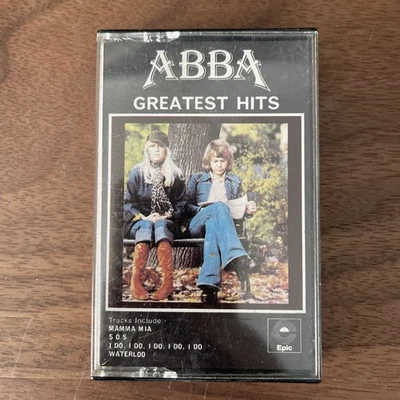 ABBA
GREATEST HITS
Tracks Include:-
MAMMA MIA
S O S
I DO, I DO, I DO, I DO, I DO
WATERLOO
Epic